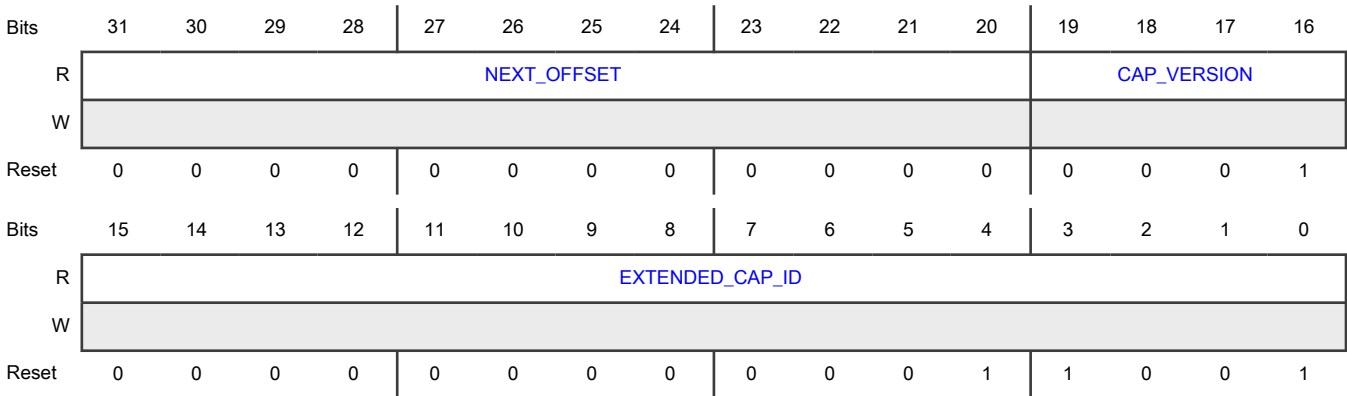 Bits 31 30 29 28 27 26 25 24 23 22 21 20 19 18 17 16
R NEXT_OFFSET CAP_VERSION
W
Reset 0 0 0 0 0 0 0 0 0 0 0 0 0 0 0 1
Bits 15 14 13 12 11 10 9 8 7 6 5 4 3 2 1 0
R EXTENDED_CAP_ID
W
Reset 0 0 0 0 0 0 0 0 0 0 0 1 1 0 0 1